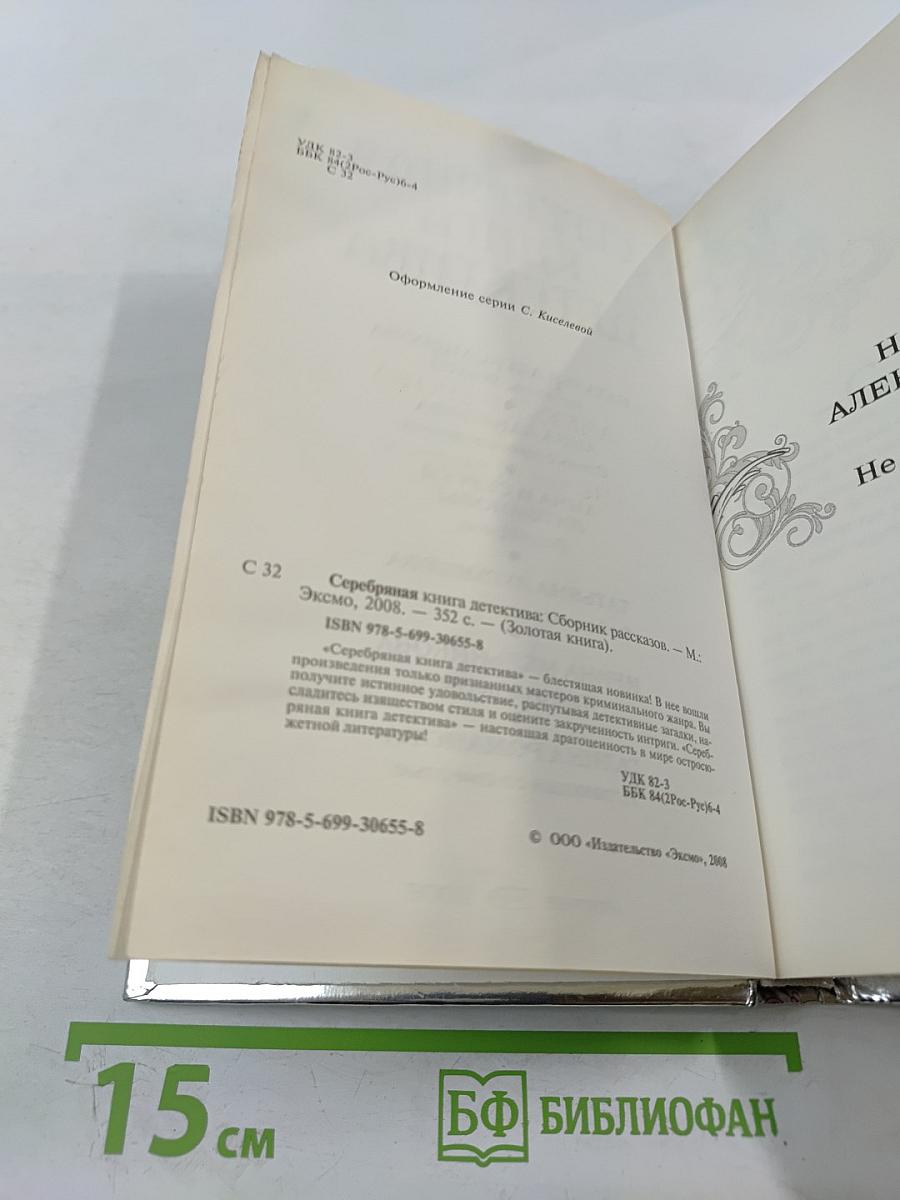 УДК 82-3
ББК 84(2Рос-Рус)6-4
С 32
Оформление серии С. Киселевой
С 32
Серебряная книга детектива: Сборник рассказов. — М.:
Эксмо, 2008. — 352 с. — (Золотая книга).
ISBN 978-5-699-30655-8
«Серебряная книга детектива» — блестящая новинка! В нее вошли
произведения только признанных мастеров криминального жанра. Вы
получите истинное удовольствие, распутывая детективные загадки, на-
сладитесь изяществом стиля и оцените закрученность интриги. «Сереб-
ряная книга детектива» — настоящая драгоценность в мире остросю-
жетной литературы!
УДК 82-3
ББК 84(2Рос-Рус)6-4
ISBN 978-5-699-30655-8
© ООО «Издательство «Эксмо», 2008
Н
АЛЕК
Не
15 см
БФ БИБЛИОФАН